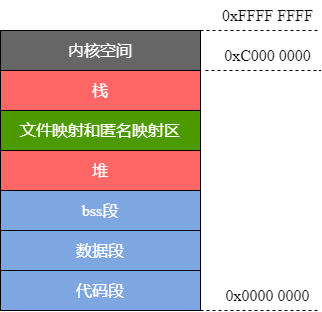 0xFFFF FFFF
内核空间
0xC000 0000
栈
文件映射和匿名映射区
堆
bss段
数据段
代码段
0x0000 0000